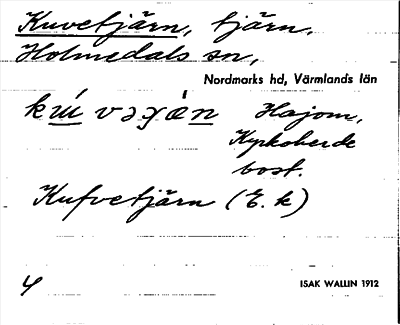 Kuvetjärn, tjärn,
Holmedals sn,
Nordmarks hd, Värmlands län
Hajom,
Kyrkoherde
bost.
Kufvetjärn (E. k)
4
ISAK WALLIN 1912